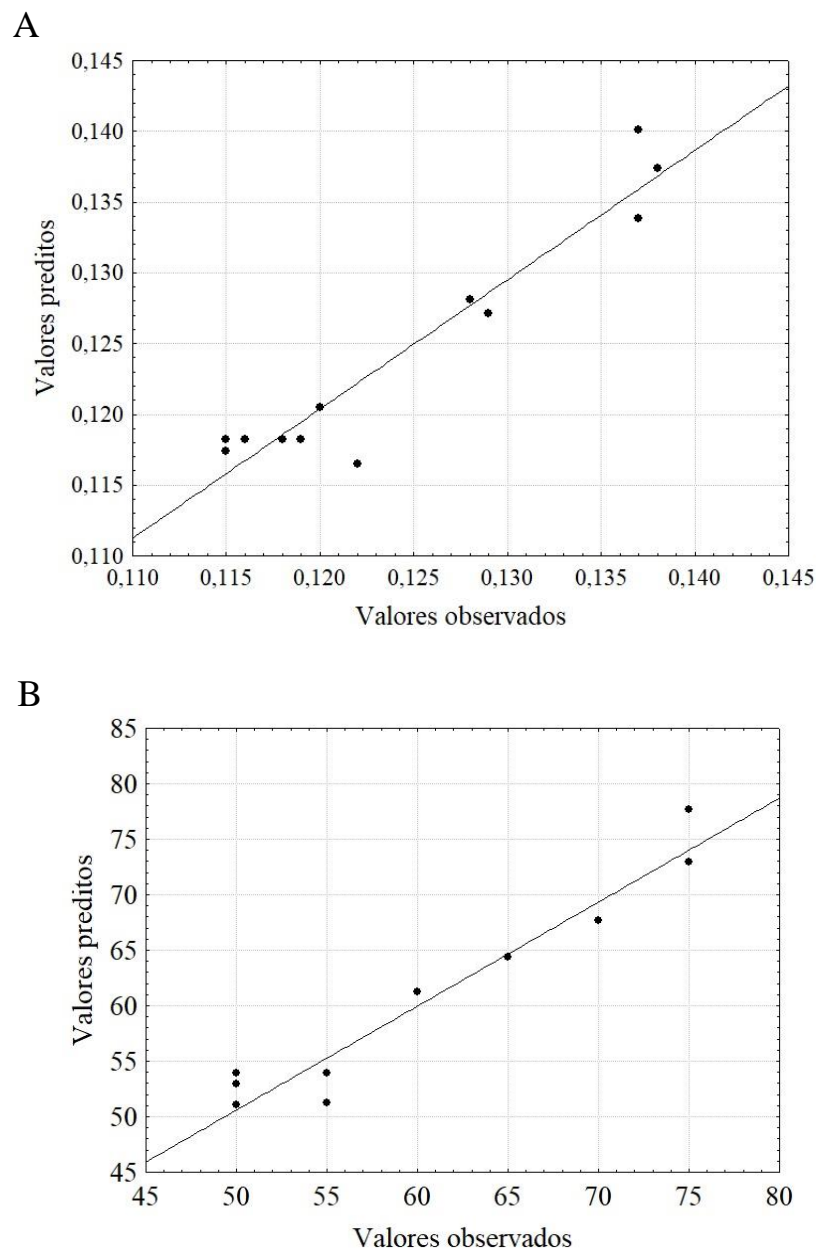 A
0,145
0,140
0,135
0,130
0,125
0,120
0,115
0,110
Valores preditos
0,110 0,115 0,120 0,125 0,130 0,135 0,140 0,145
Valores observados
B
85
80
75
70
65
60
55
50
45
Valores preditos
45 50 55 60 65 70 75 80
Valores observados